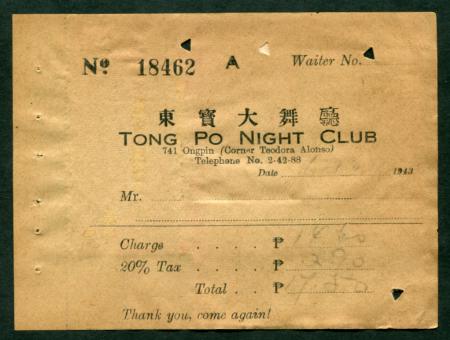 Nº 18462 A Waiter No.
東寳大舞廳
TONG PO NIGHT CLUB
741 Ongpin (Corner Teodora Alonso)
Telephone No. 2-42-88
Date 1943
Mr.
Charge . . . . ₱
20% Tax . . . . ₱
Total . . ₱
Thank you, come again!